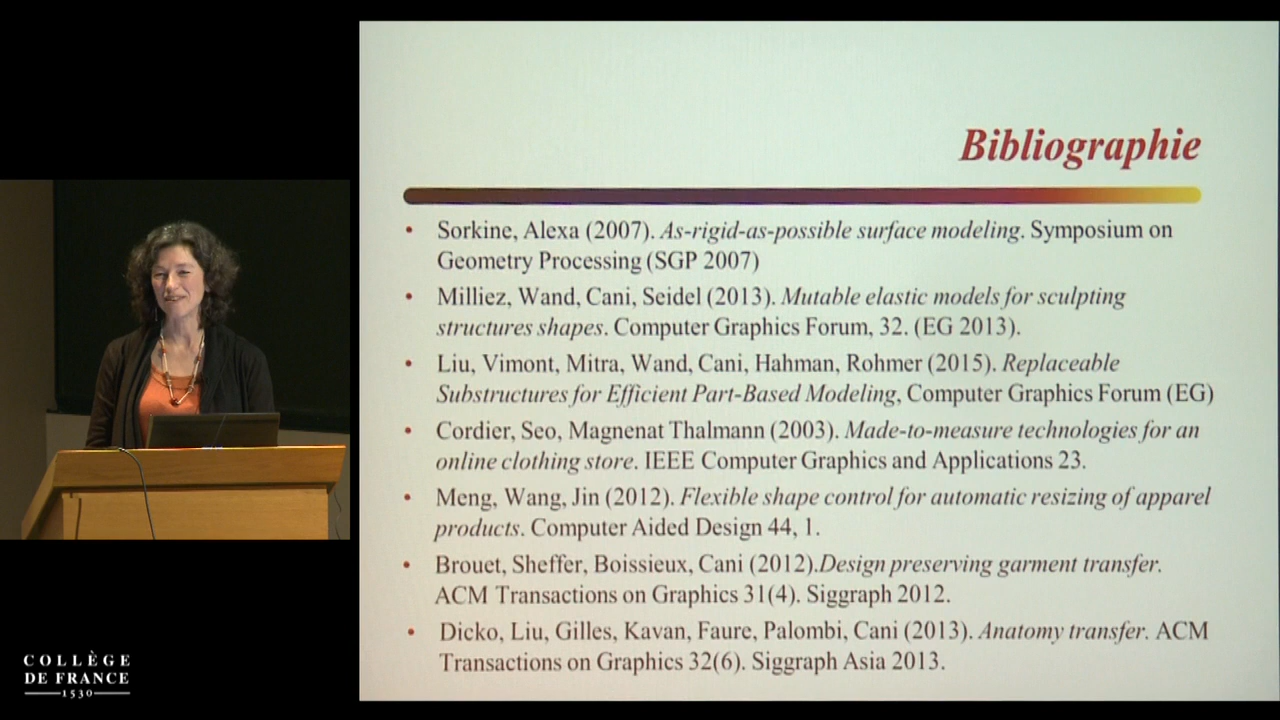 Bibliographie
• Sorkine, Alexa (2007). As-rigid-as-possible surface modeling. Symposium on
Geometry Processing (SGP 2007)
• Milliez, Wand, Cani, Seidel (2013). Mutable elastic models for sculpting
structures shapes. Computer Graphics Forum, 32. (EG 2013).
• Liu, Vimont, Mitra, Wand, Cani, Hahman, Rohmer (2015). Replaceable
Substructures for Efficient Part-Based Modeling, Computer Graphics Forum (EG)
• Cordier, Seo, Magnenat Thalmann (2003). Made-to-measure technologies for an
online clothing store. IEEE Computer Graphics and Applications 23.
• Meng, Wang, Jin (2012). Flexible shape control for automatic resizing of apparel
products. Computer Aided Design 44, 1.
• Brouet, Sheffer, Boissieux, Cani (2012).Design preserving garment transfer.
ACM Transactions on Graphics 31(4). Siggraph 2012.
• Dicko, Liu, Gilles, Kavan, Faure, Palombi, Cani (2013). Anatomy transfer. ACM
Transactions on Graphics 32(6). Siggraph Asia 2013.
COLLÈGE
DE FRANCE
1530